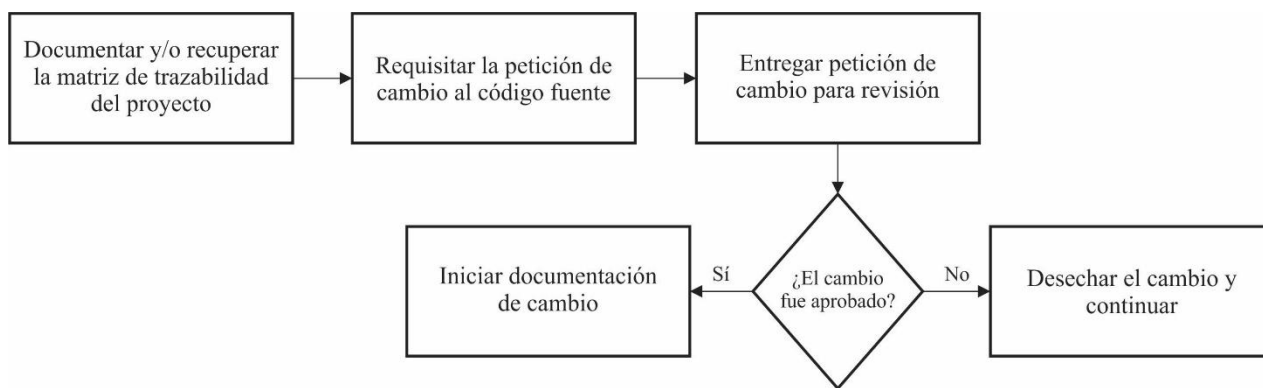 Documentar y/o recuperar
la matriz de trazabilidad
del proyecto
Requisitar la petición de
cambio al código fuente
Entregar petición de
cambio para revisión
Iniciar documentación
de cambio
Sí
¿El cambio
fue aprobado?
No
Desechar el cambio y
continuar